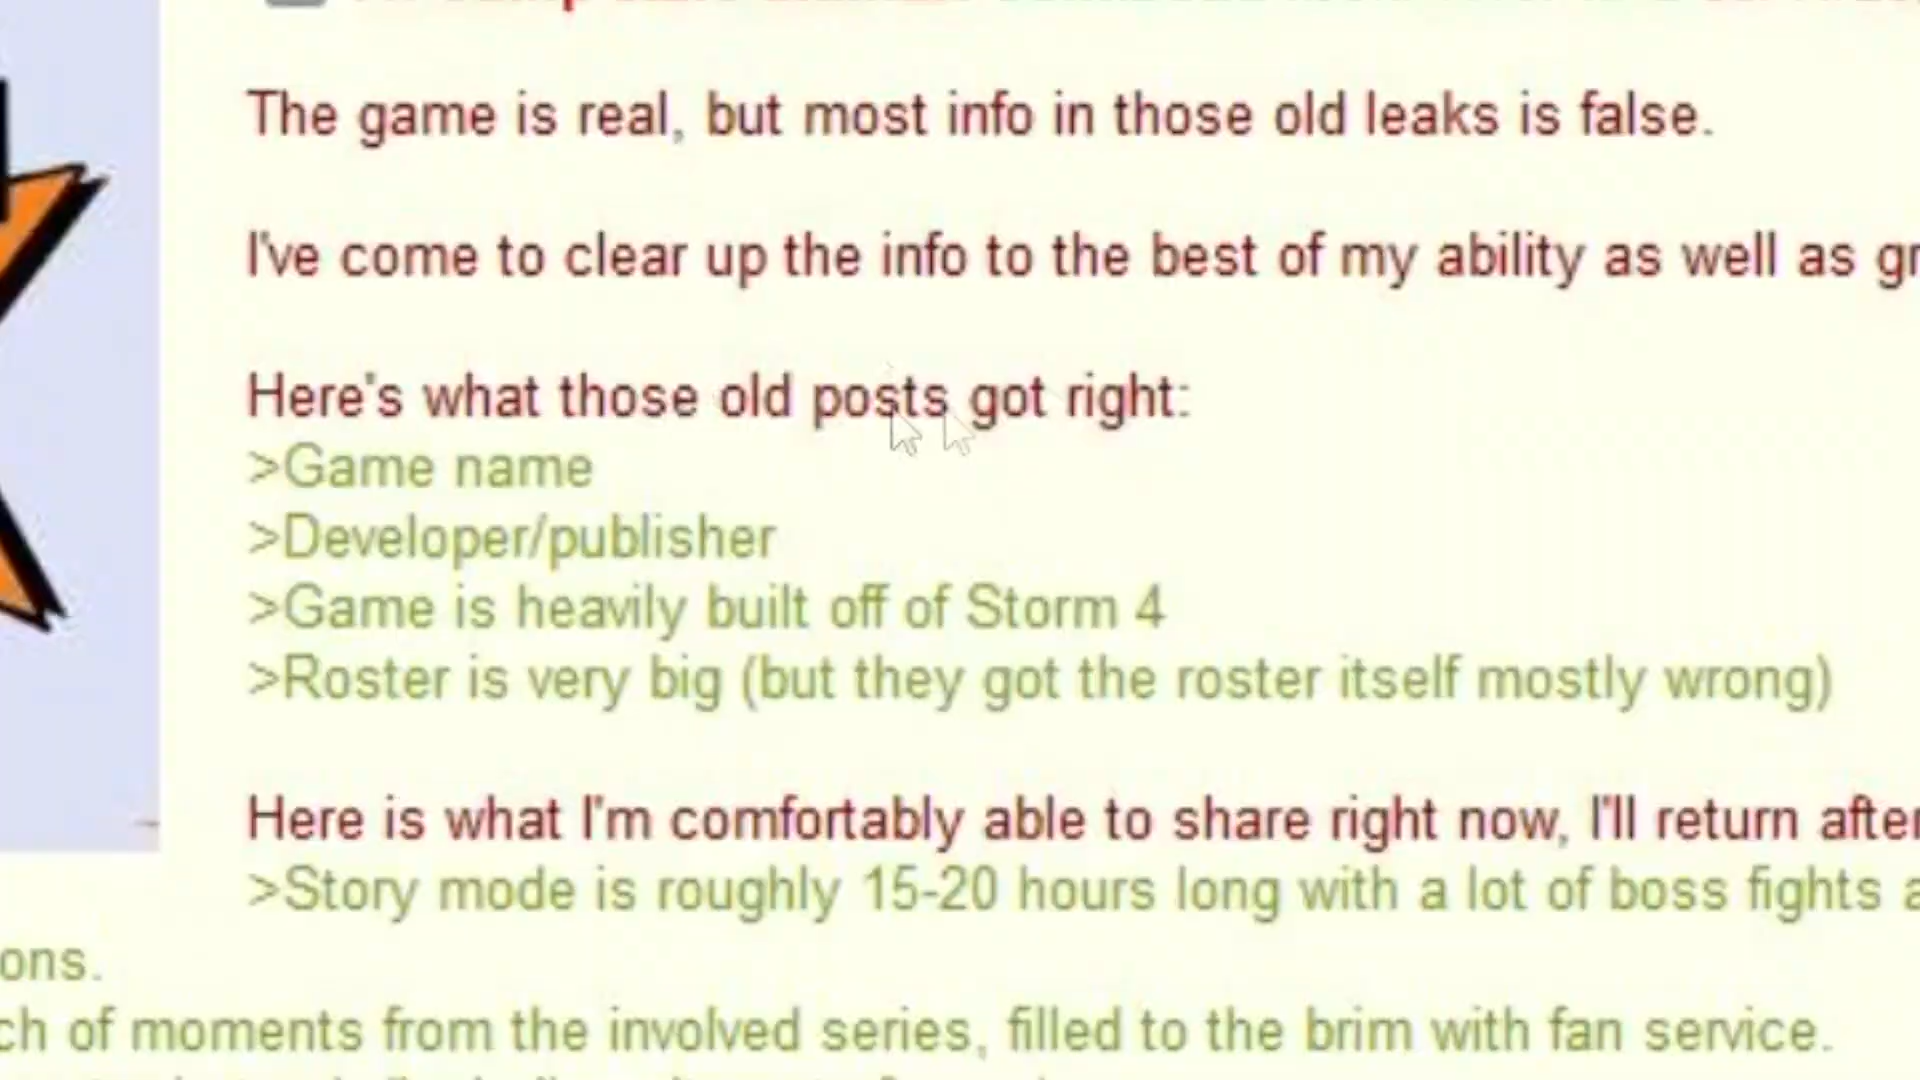 The game is real, but most info in those old leaks is false.
I've come to clear up the info to the best of my ability as well as gr
Here's what those old posts got right:
>Game name
>Developer/publisher
>Game is heavily built off of Storm 4
>Roster is very big (but they got the roster itself mostly wrong)
Here is what I'm comfortably able to share right now, I'll return after
>Story mode is roughly 15-20 hours long with a lot of boss fights a
ons.
ch of moments from the involved series, filled to the brim with fan service.